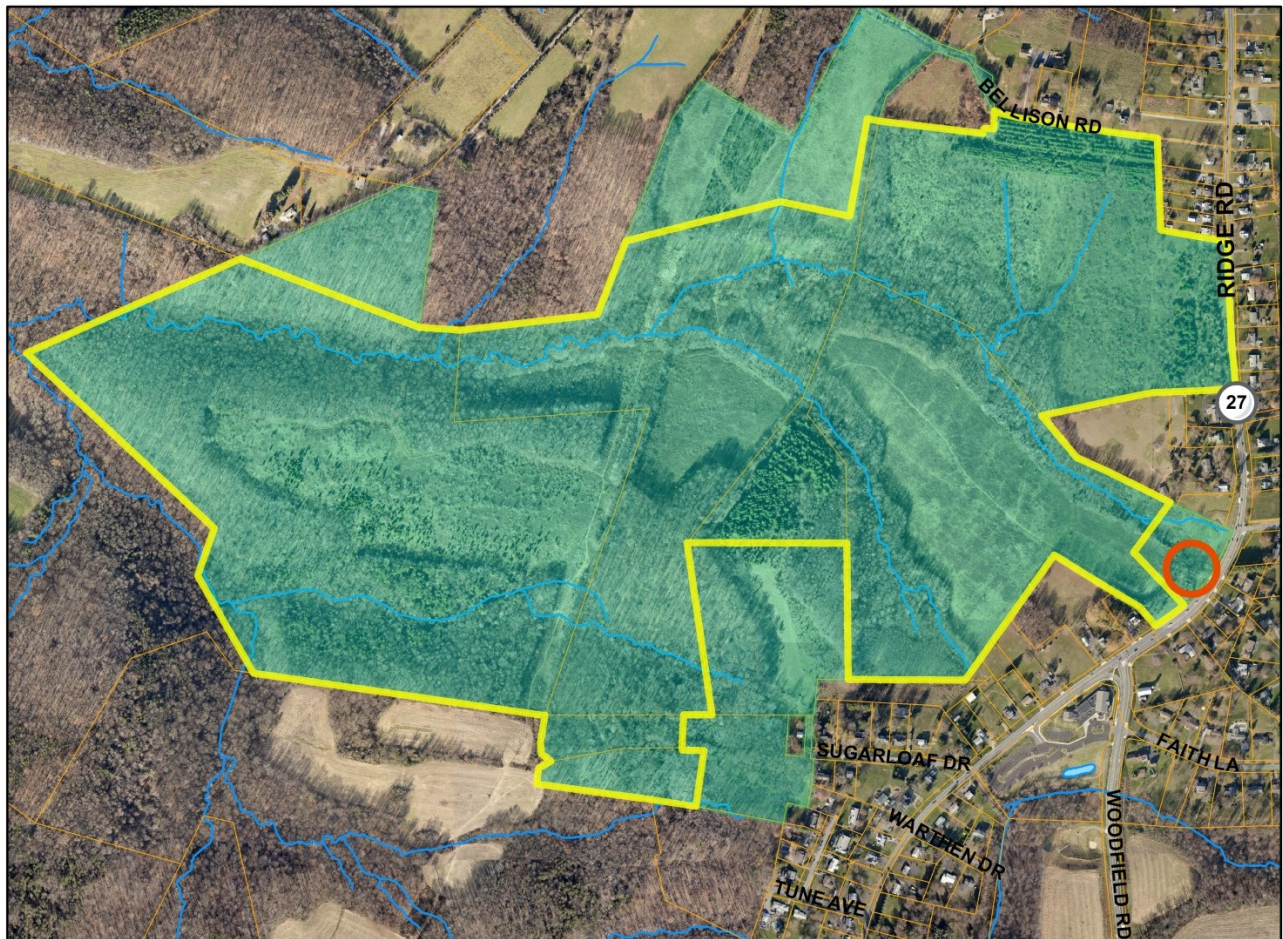 BELLISON RD
RIDGE RD
27
SUGARLOAF DR
FAITH LA
WARTHEN DR
WOODFIELD RD
TUNE AVE